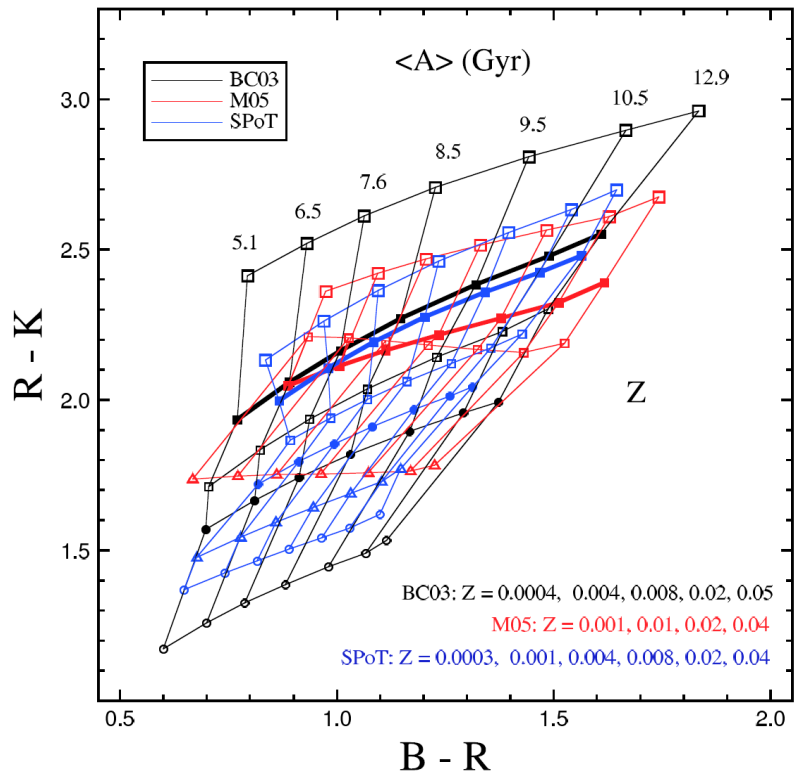 <A> (Gyr)
BC03
M05
SPoT
5.1
6.5
7.6
8.5
9.5
10.5
12.9
3.0
2.5
2.0
1.5
R - K
Z
BC03: Z = 0.0004, 0.004, 0.008, 0.02, 0.05
M05: Z = 0.001, 0.01, 0.02, 0.04
SPoT: Z = 0.0003, 0.001, 0.004, 0.008, 0.02, 0.04
0.5 1.0 1.5 2.0
B - R